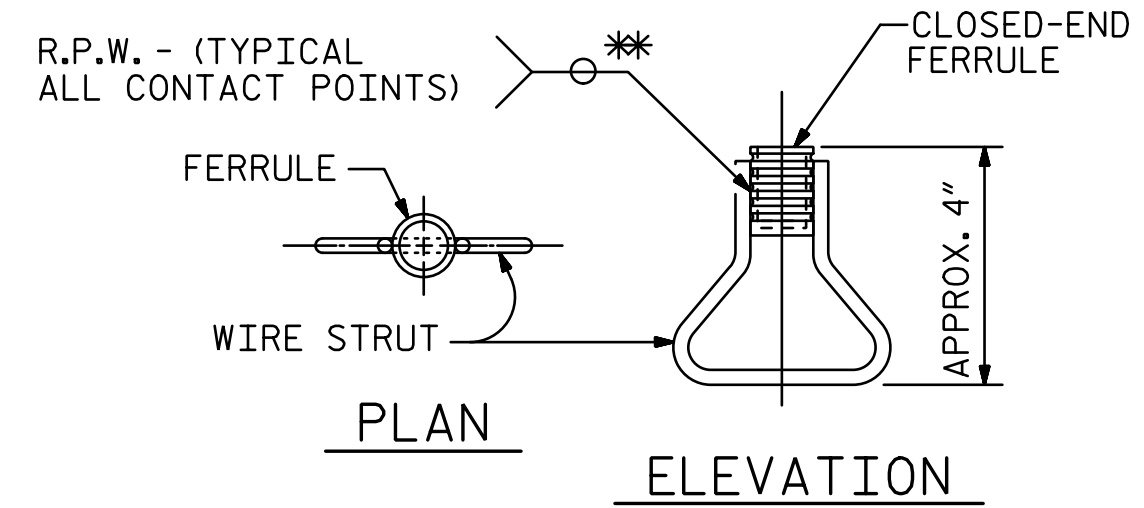 R.P.W. - (TYPICAL
ALL CONTACT POINTS)
**
CLOSED-END
FERRULE
FERRULE
WIRE STRUT
APPROX. 4"
PLAN
ELEVATION